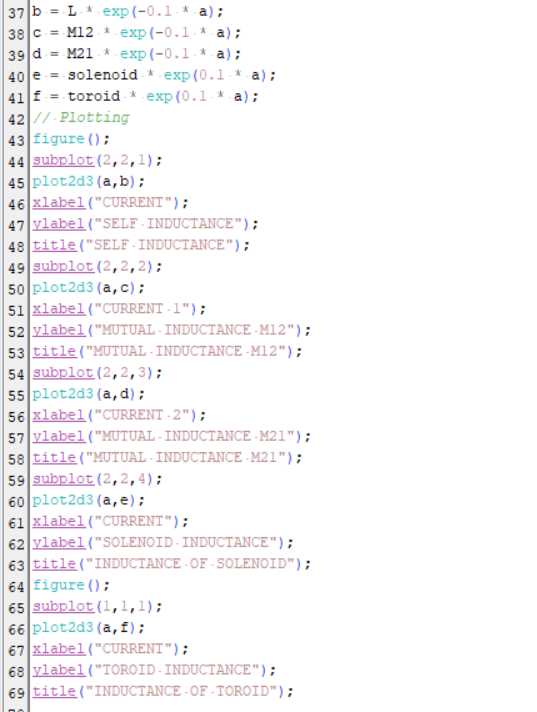 37 b = L * exp(-0.1 * a);
38 c = M12 * exp(-0.1 * a);
39 d = M21 * exp(-0.1 * a);
40 e = solenoid * exp(0.1 * a);
41 f = toroid * exp(0.1 * a);
42 // Plotting
43 figure();
44 subplot(2,2,1);
45 plot2d3(a,b);
46 xlabel("CURRENT");
47 ylabel("SELF-INDUCTANCE");
48 title("SELF-INDUCTANCE");
49 subplot(2,2,2);
50 plot2d3(a,c);
51 xlabel("CURRENT 1");
52 ylabel("MUTUAL INDUCTANCE M12");
53 title("MUTUAL INDUCTANCE M12");
54 subplot(2,2,3);
55 plot2d3(a,d);
56 xlabel("CURRENT 2");
57 ylabel("MUTUAL INDUCTANCE M21");
58 title("MUTUAL INDUCTANCE M21");
59 subplot(2,2,4);
60 plot2d3(a,e);
61 xlabel("CURRENT");
62 ylabel("SOLENOID INDUCTANCE");
63 title("INDUCTANCE OF SOLENOID");
64 figure();
65 subplot(1,1,1);
66 plot2d3(a,f);
67 xlabel("CURRENT");
68 ylabel("TOROID INDUCTANCE");
69 title("INDUCTANCE OF TOROID");